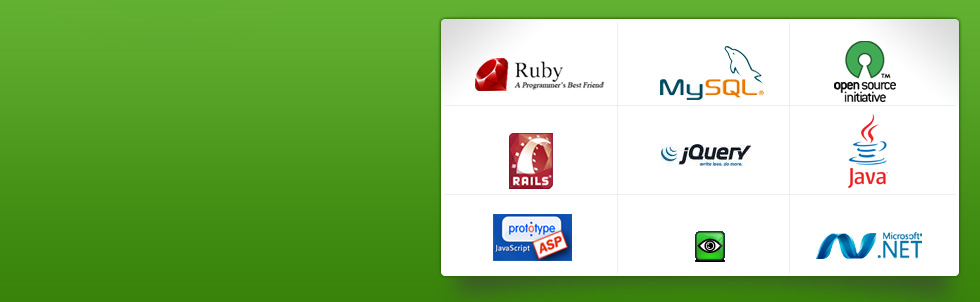 Ruby
A Programmer's Best Friend
MySQL®
open source
initiative
TM
RAILS
jQuery
write less, do more.
Java
prototype
JavaScript
ASP
Microsoft®
.NET